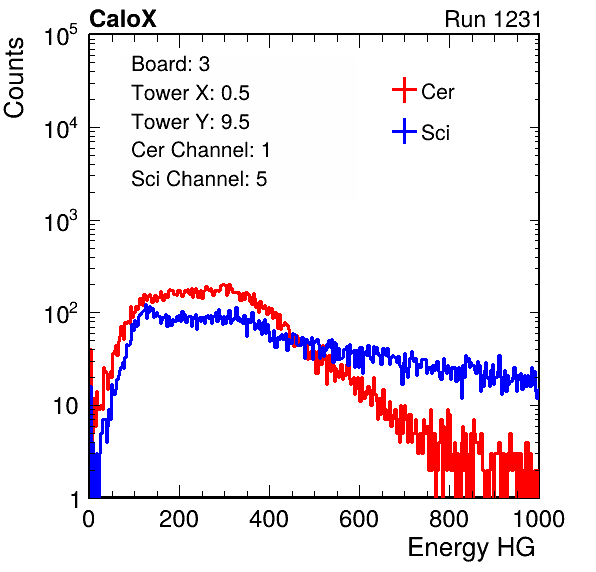 CaloX Run 1231
Counts
Board: 3
Tower X: 0.5
Tower Y: 9.5
Cer Channel: 1
Sci Channel: 5
Cer
Sci
10^5
10^4
10^3
10^2
10
1
0 200 400 600 800 1000
Energy HG